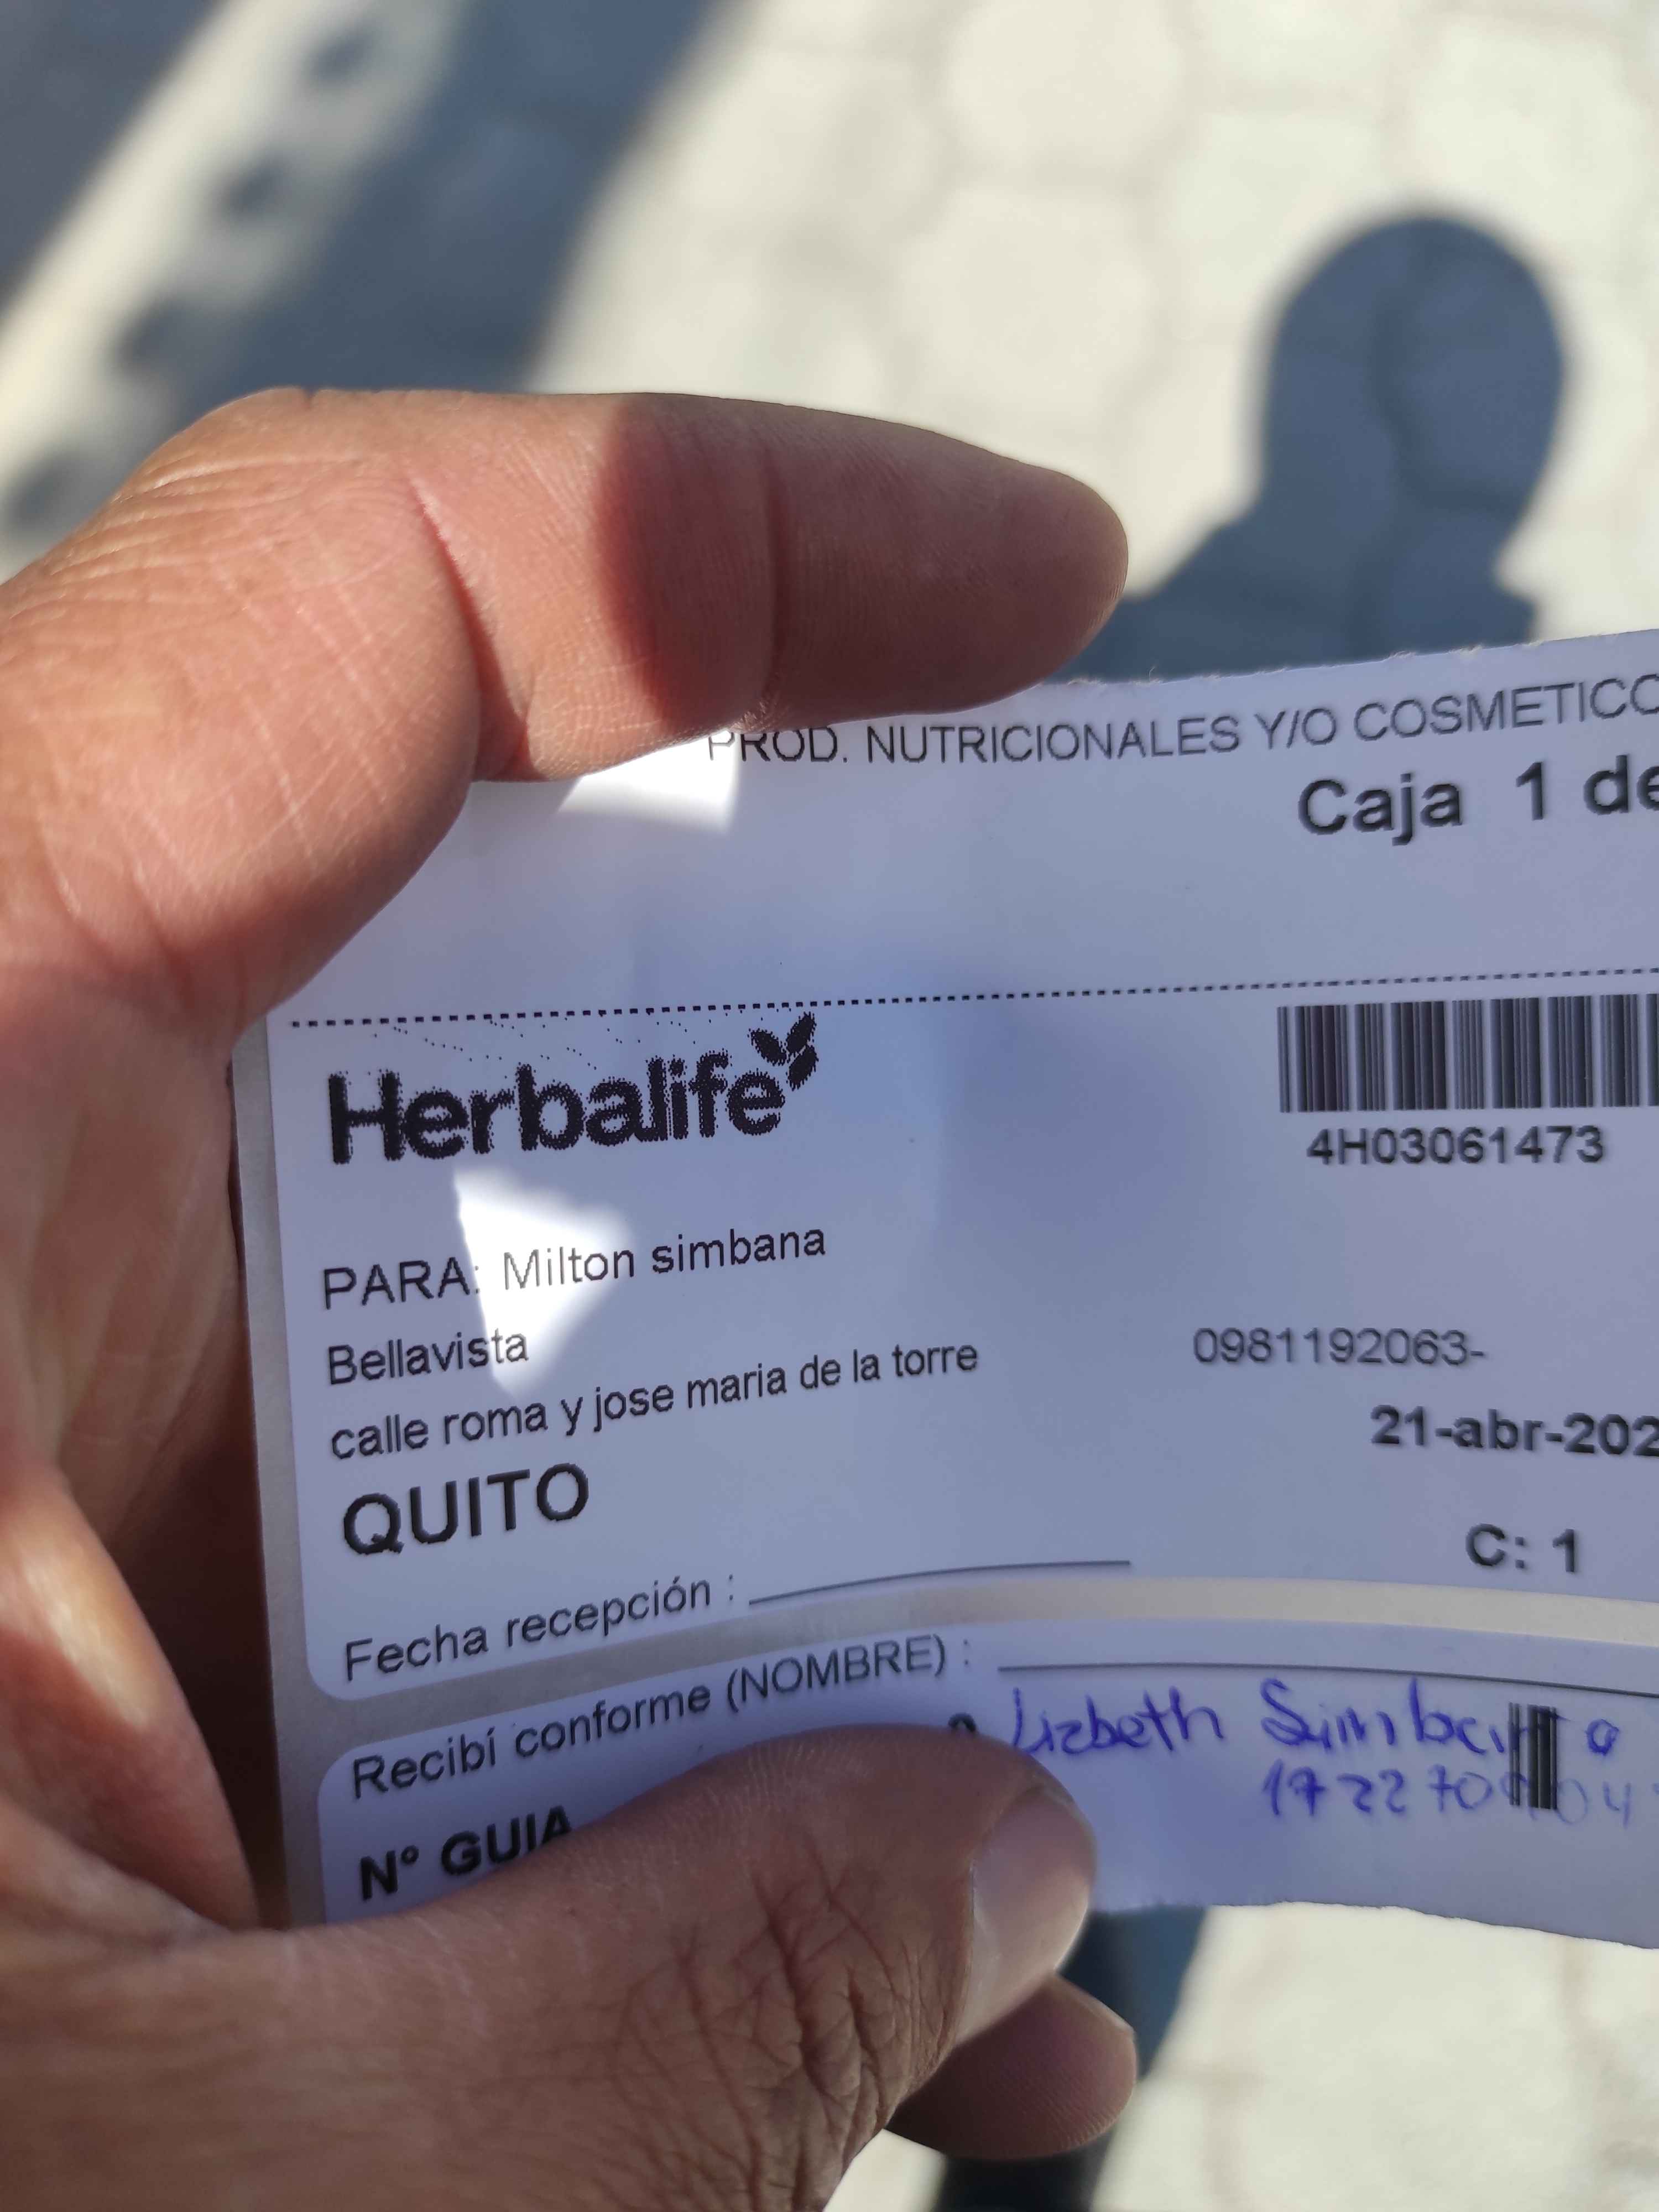 PROD. NUTRICIONALES Y/O COSMETICO
Caja 1 de
Herbalife
4H03061473
PARA: Milton simbana
Bellavista
0981192063-
calle roma y jose maria de la torre
21-abr-202
QUITO
C: 1
Fecha recepción :
Recibí conforme (NOMBRE) :
Lizbeth Simbaña
N° GUIA